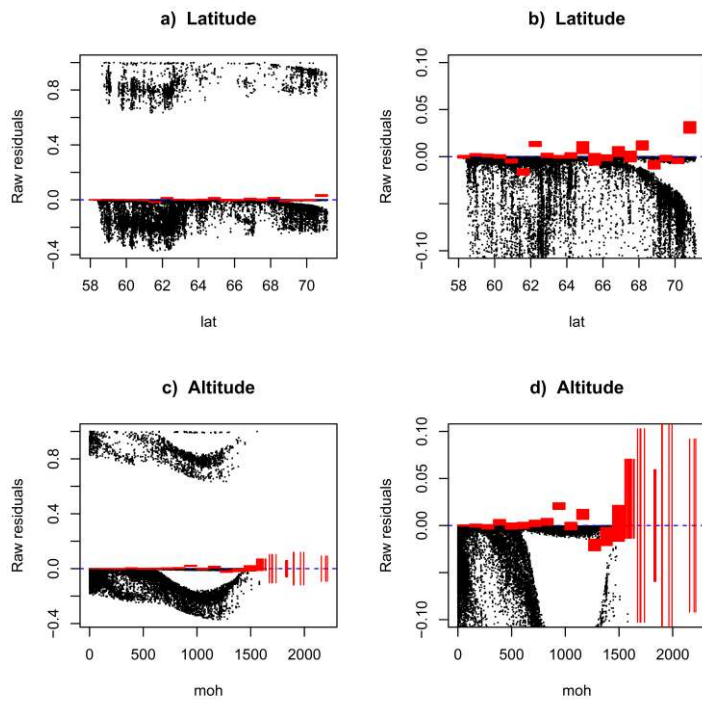 a) Latitude
Raw residuals
0.8
0.4
0.0
−0.4
58 60 62 64 66 68 70
lat
b) Latitude
Raw residuals
0.10
0.05
0.00
−0.10
58 60 62 64 66 68 70
lat
c) Altitude
Raw residuals
0.8
0.4
0.0
−0.4
0 500 1000 1500 2000
moh
d) Altitude
Raw residuals
0.10
0.05
0.00
−0.10
0 500 1000 1500 2000
moh